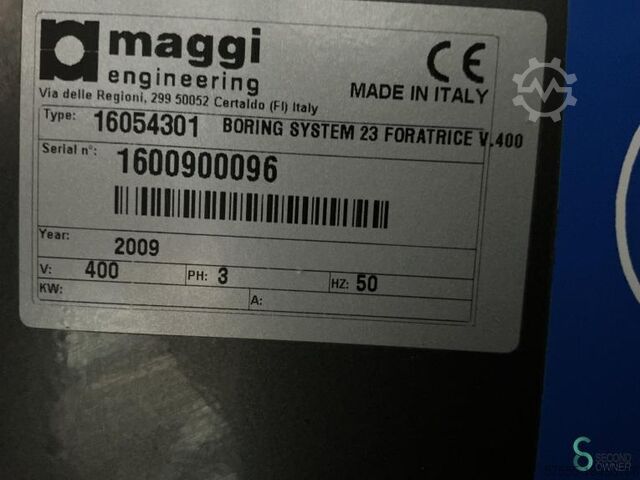 maggi
engineering
Via delle Regioni, 299 50052 Certaldo (FI) Italy
CE
MADE IN ITALY
Type: 16054301 BORING SYSTEM 23 FORATRICE V.400
Serial n°: 1600900096
Year: 2009
V: 400 PH: 3 HZ: 50
KW: A:
SECOND
OWNER